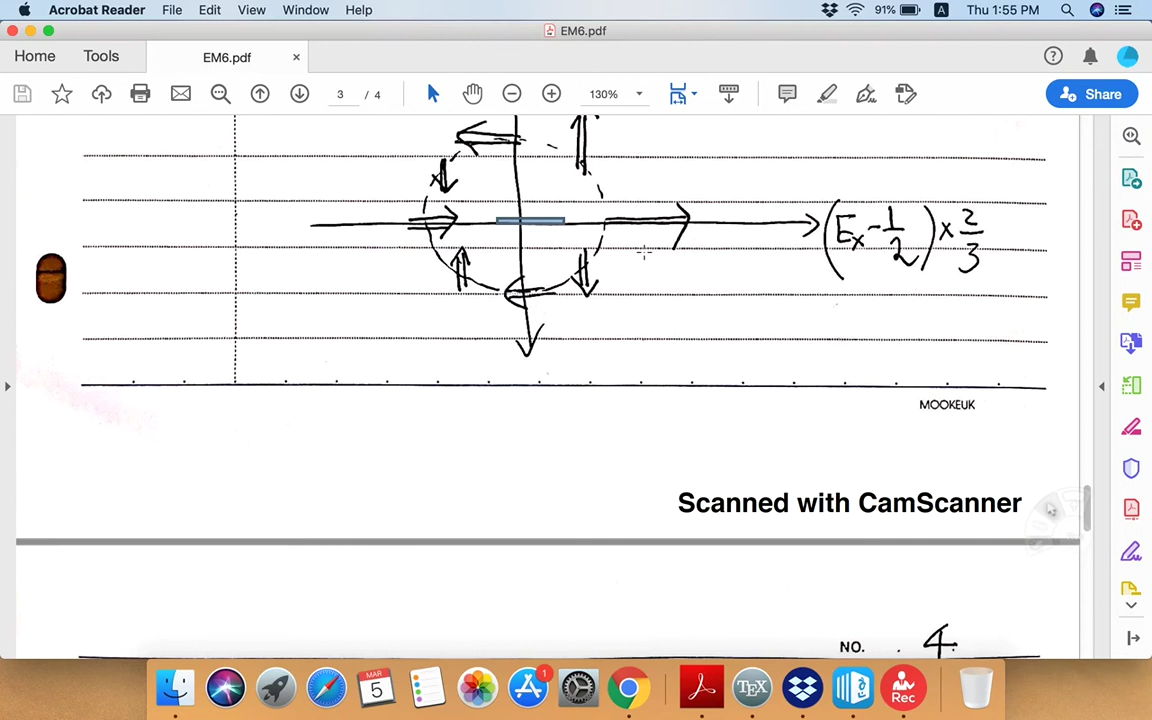 Acrobat Reader File Edit View Window Help 91% A Thu 1:55 PM
EM6.pdf
Home Tools EM6.pdf ×
3 / 4 130% Share
(Ex - 1/2) × 2/3
MOOKEUK
Scanned with CamScanner
NO. . 4.
MAR 5 TEX 1 Rec